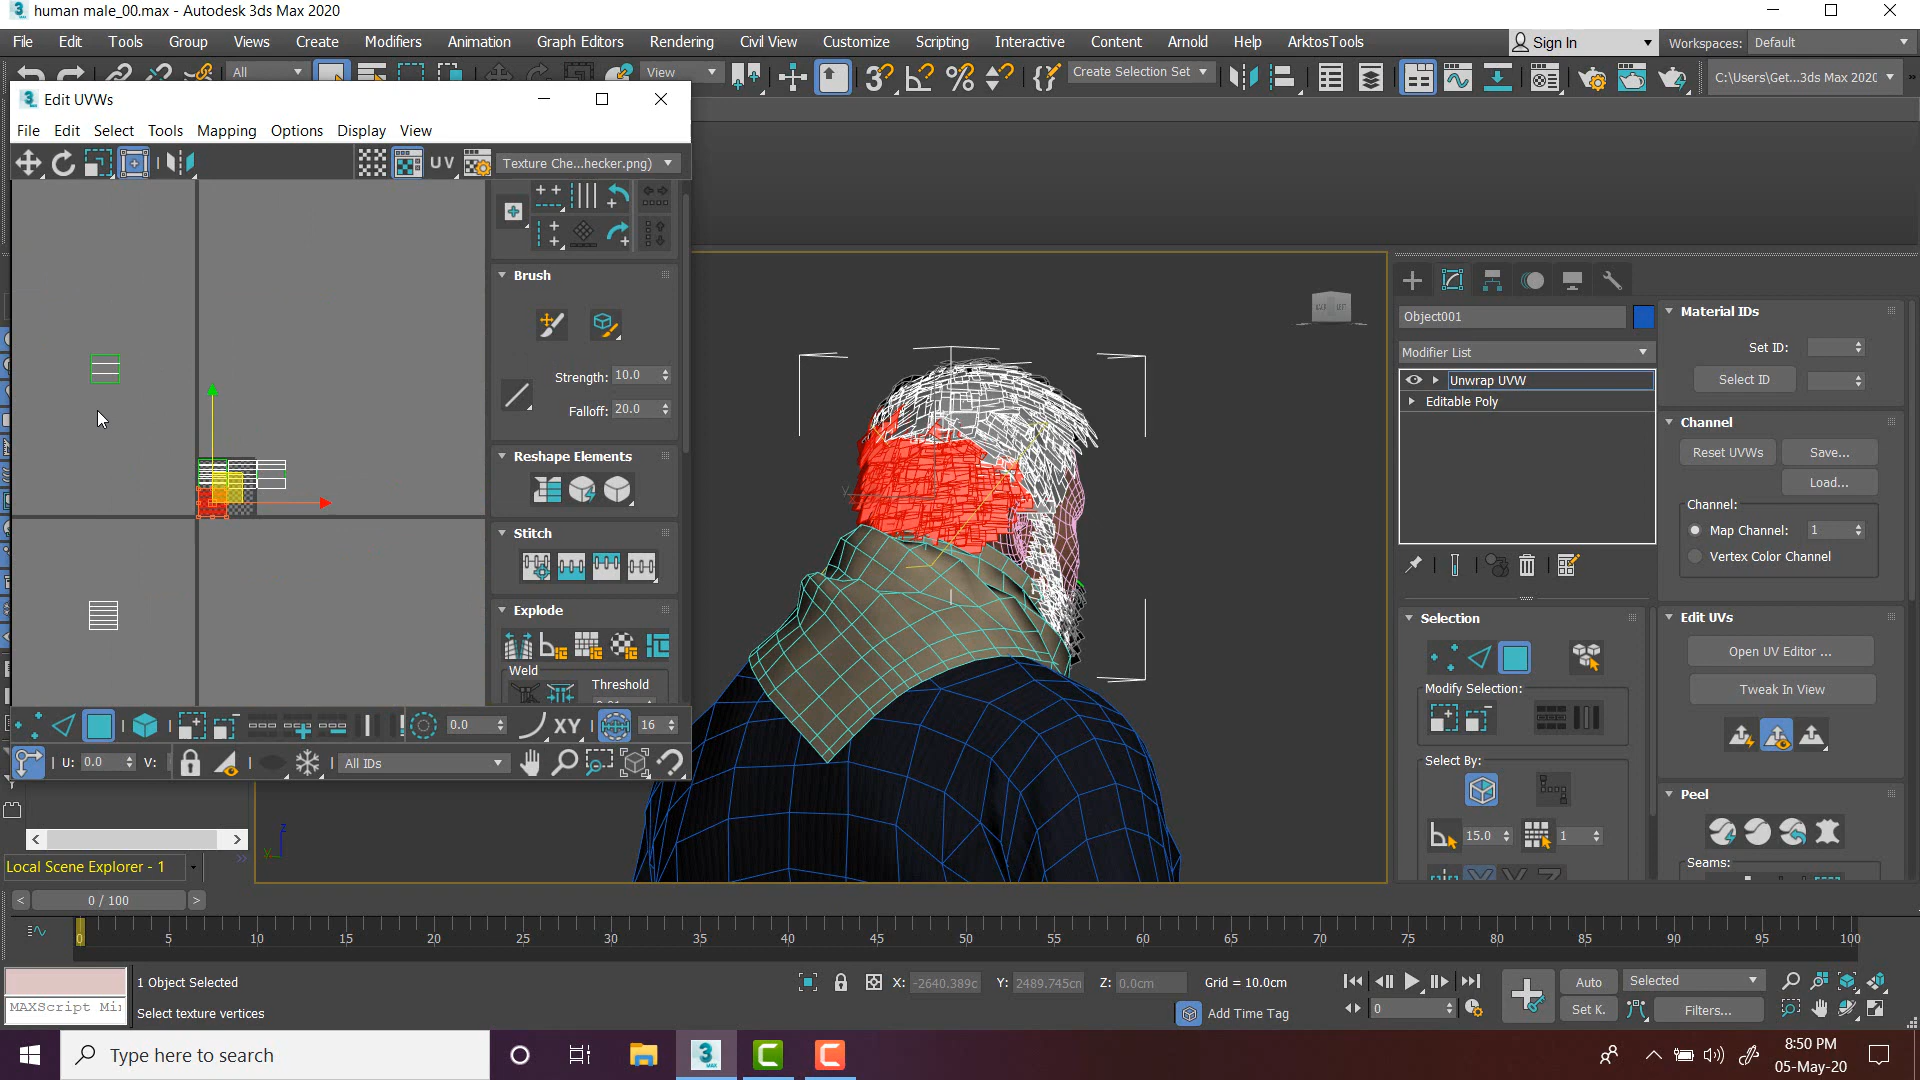 human male_00.max - Autodesk 3ds Max 2020
File Edit Tools Group Views Create Modifiers Animation Graph Editors Rendering Civil View Customize Scripting Interactive Content Arnold Help ArktosTools
Sign In
Workspaces: Default
All
View
Create Selection Set
C:\Users\Get...3ds Max 2020
Edit UVWs
File Edit Select Tools Mapping Options Display View
UV
Texture Che...hecker.png)
Brush
Strength: 10.0
Falloff: 20.0
Reshape Elements
Stitch
Explode
Weld
Threshold
0.0
XY
16
U: 0.0
V:
All IDs
Object001
Modifier List
Unwrap UVW
Editable Poly
Selection
Modify Selection:
Select By:
15.0
1
Material IDs
Set ID:
Select ID
Channel
Reset UVWs
Save...
Load...
Channel:
Map Channel: 1
Vertex Color Channel
Edit UVs
Open UV Editor ...
Tweak In View
Peel
Seams:
z
y
Local Scene Explorer - 1
0 / 100
0 5 10 15 20 25 30 35 40 45 50 55 60 65 70 75 80 85 90 95 100
1 Object Selected
X: -2640.389c
Y: 2489.745cn
Z: 0.0cm
Grid = 10.0cm
MAXScript Mi
Select texture vertices
Add Time Tag
0
Auto
Selected
Set K.
Filters...
Type here to search
8:50 PM
05-May-20